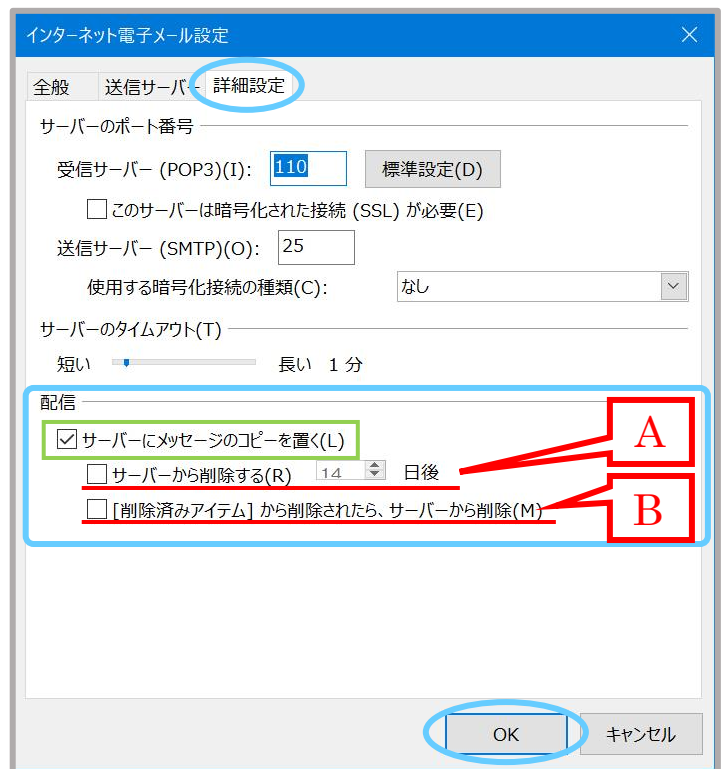 インターネット電子メール設定
全般 送信サーバー 詳細設定
サーバーのポート番号
受信サーバー (POP3)(I): 110 標準設定(D)
このサーバーは暗号化された接続 (SSL) が必要(E)
送信サーバー (SMTP)(O): 25
使用する暗号化接続の種類(C): なし
サーバーのタイムアウト(T)
短い 長い 1 分
配信
サーバーにメッセージのコピーを置く(L)
A
サーバーから削除する(R) 14 日後
[削除済みアイテム] から削除されたら、サーバーから削除(M)
B
OK キャンセル